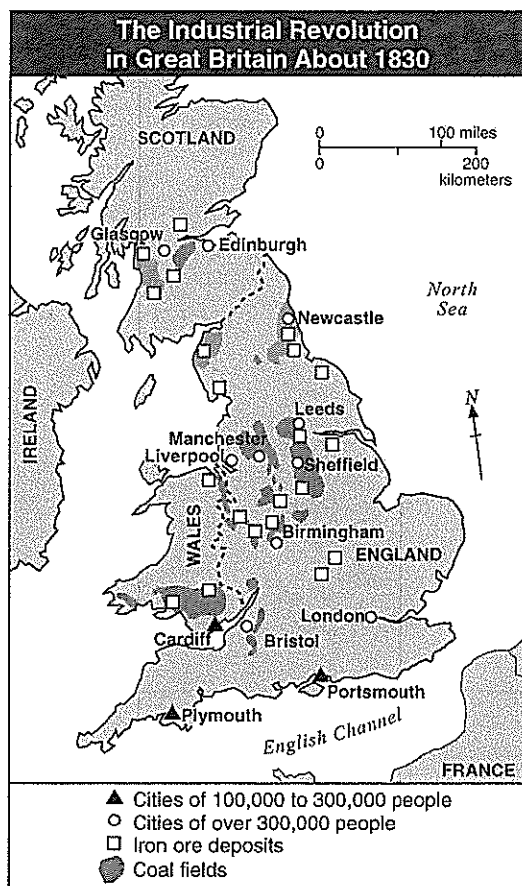 The Industrial Revolution
in Great Britain About 1830
SCOTLAND
0 100 miles
0 200
kilometers
Glasgow
Edinburgh
North
Sea
Newcastle
IRELAND
N
Leeds
Manchester
Liverpool
Sheffield
WALES
Birmingham
ENGLAND
London
Cardiff
Bristol
Portsmouth
Plymouth
English Channel
FRANCE
Cities of 100,000 to 300,000 people
Cities of over 300,000 people
Iron ore deposits
Coal fields